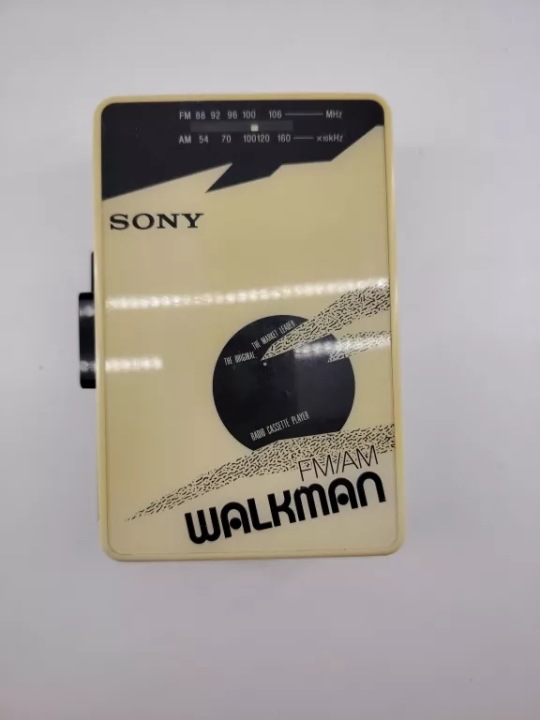 FM 88 92 96 100 106 MHz
AM 54 70 100 120 160 ×10kHz
SONY
THE ORIGINAL THE MARKET LEADER
RADIO CASSETTE PLAYER
FM/AM
WALKMAN